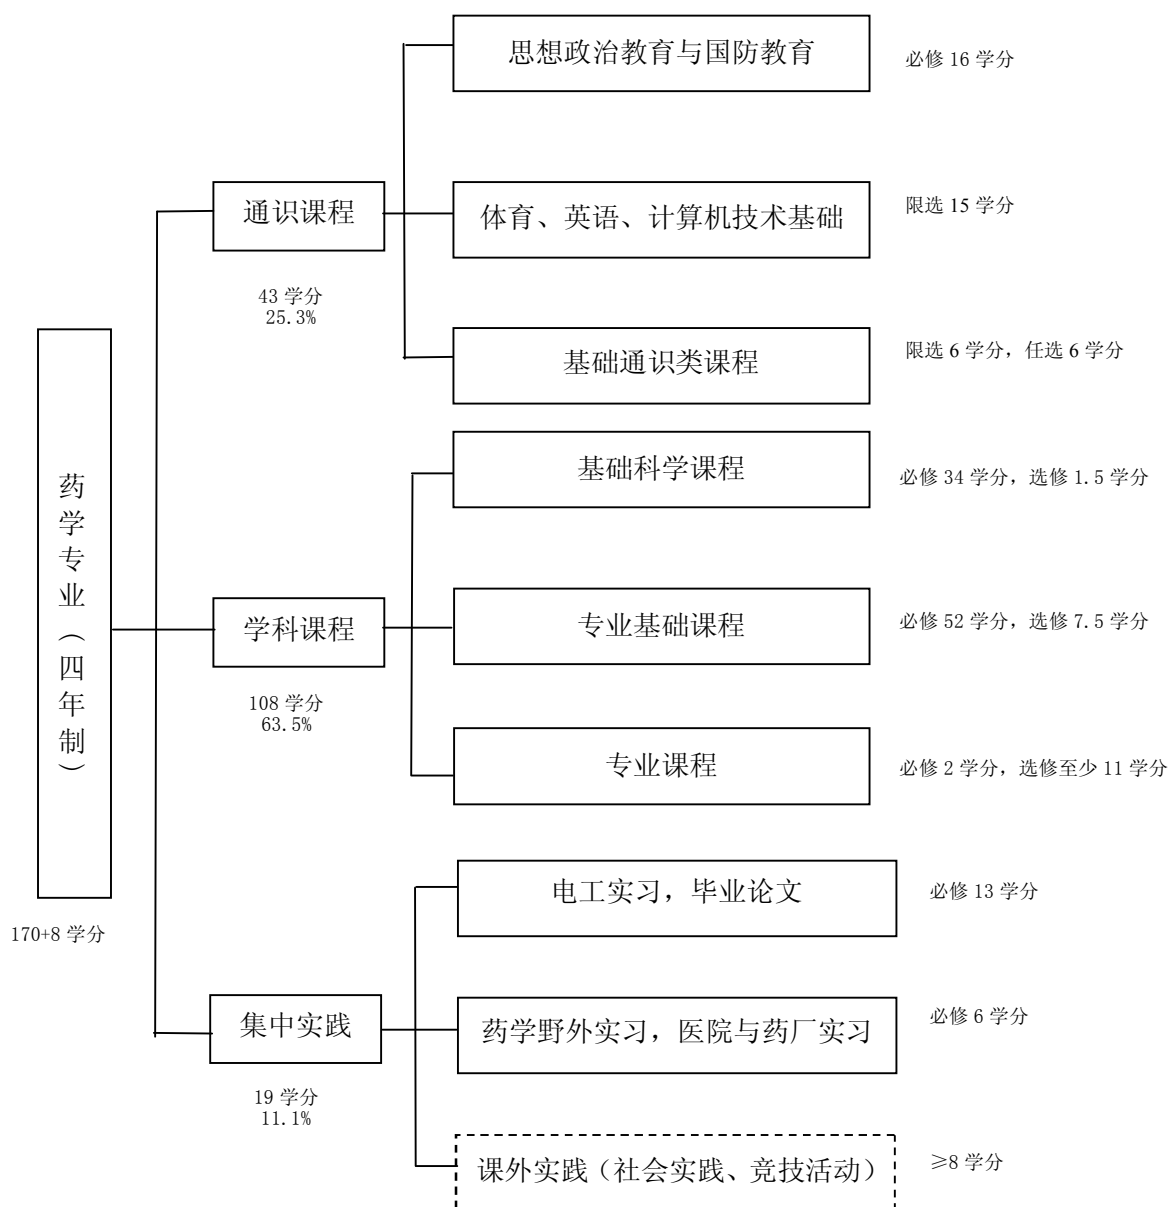 思想政治教育与国防教育
必修 16 学分
通识课程
43 学分
25.3%
体育、英语、计算机技术基础
限选 15 学分
基础通识类课程
限选 6 学分，任选 6 学分
药学专业（四年制）
170+8 学分
基础科学课程
必修 34 学分，选修 1.5 学分
学科课程
108 学分
63.5%
专业基础课程
必修 52 学分，选修 7.5 学分
专业课程
必修 2 学分，选修至少 11 学分
电工实习，毕业论文
必修 13 学分
集中实践
19 学分
11.1%
药学野外实习，医院与药厂实习
必修 6 学分
课外实践（社会实践、竞技活动）
≥8 学分